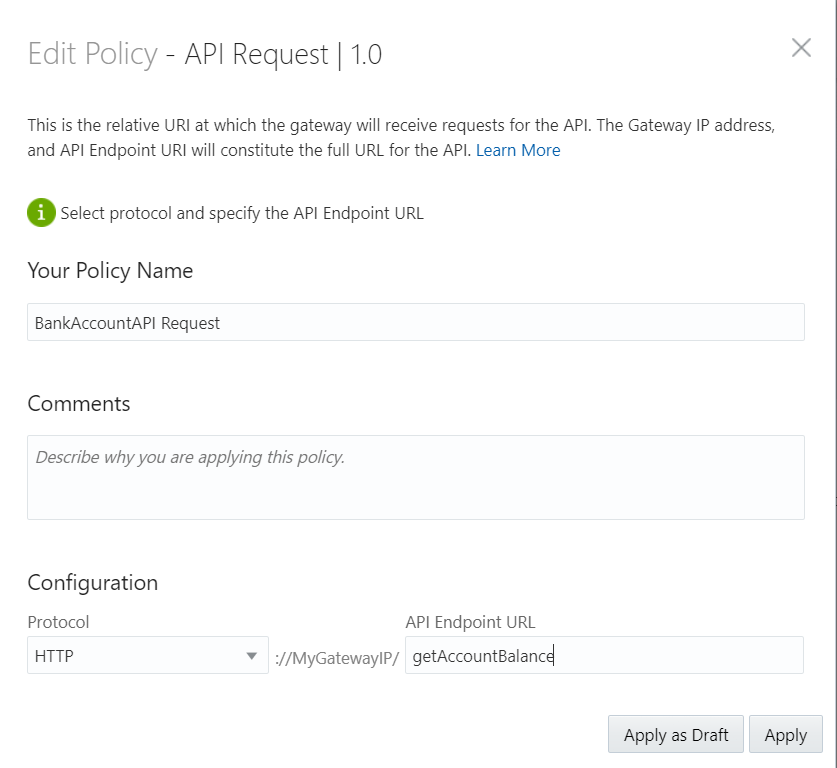 Edit Policy - API Request | 1.0
This is the relative URI at which the gateway will receive requests for the API. The Gateway IP address,
and API Endpoint URI will constitute the full URL for the API. Learn More
i Select protocol and specify the API Endpoint URL
Your Policy Name
BankAccountAPI Request
Comments
Describe why you are applying this policy.
Configuration
Protocol API Endpoint URL
HTTP ://MyGatewayIP/ getAccountBalance
Apply as Draft Apply